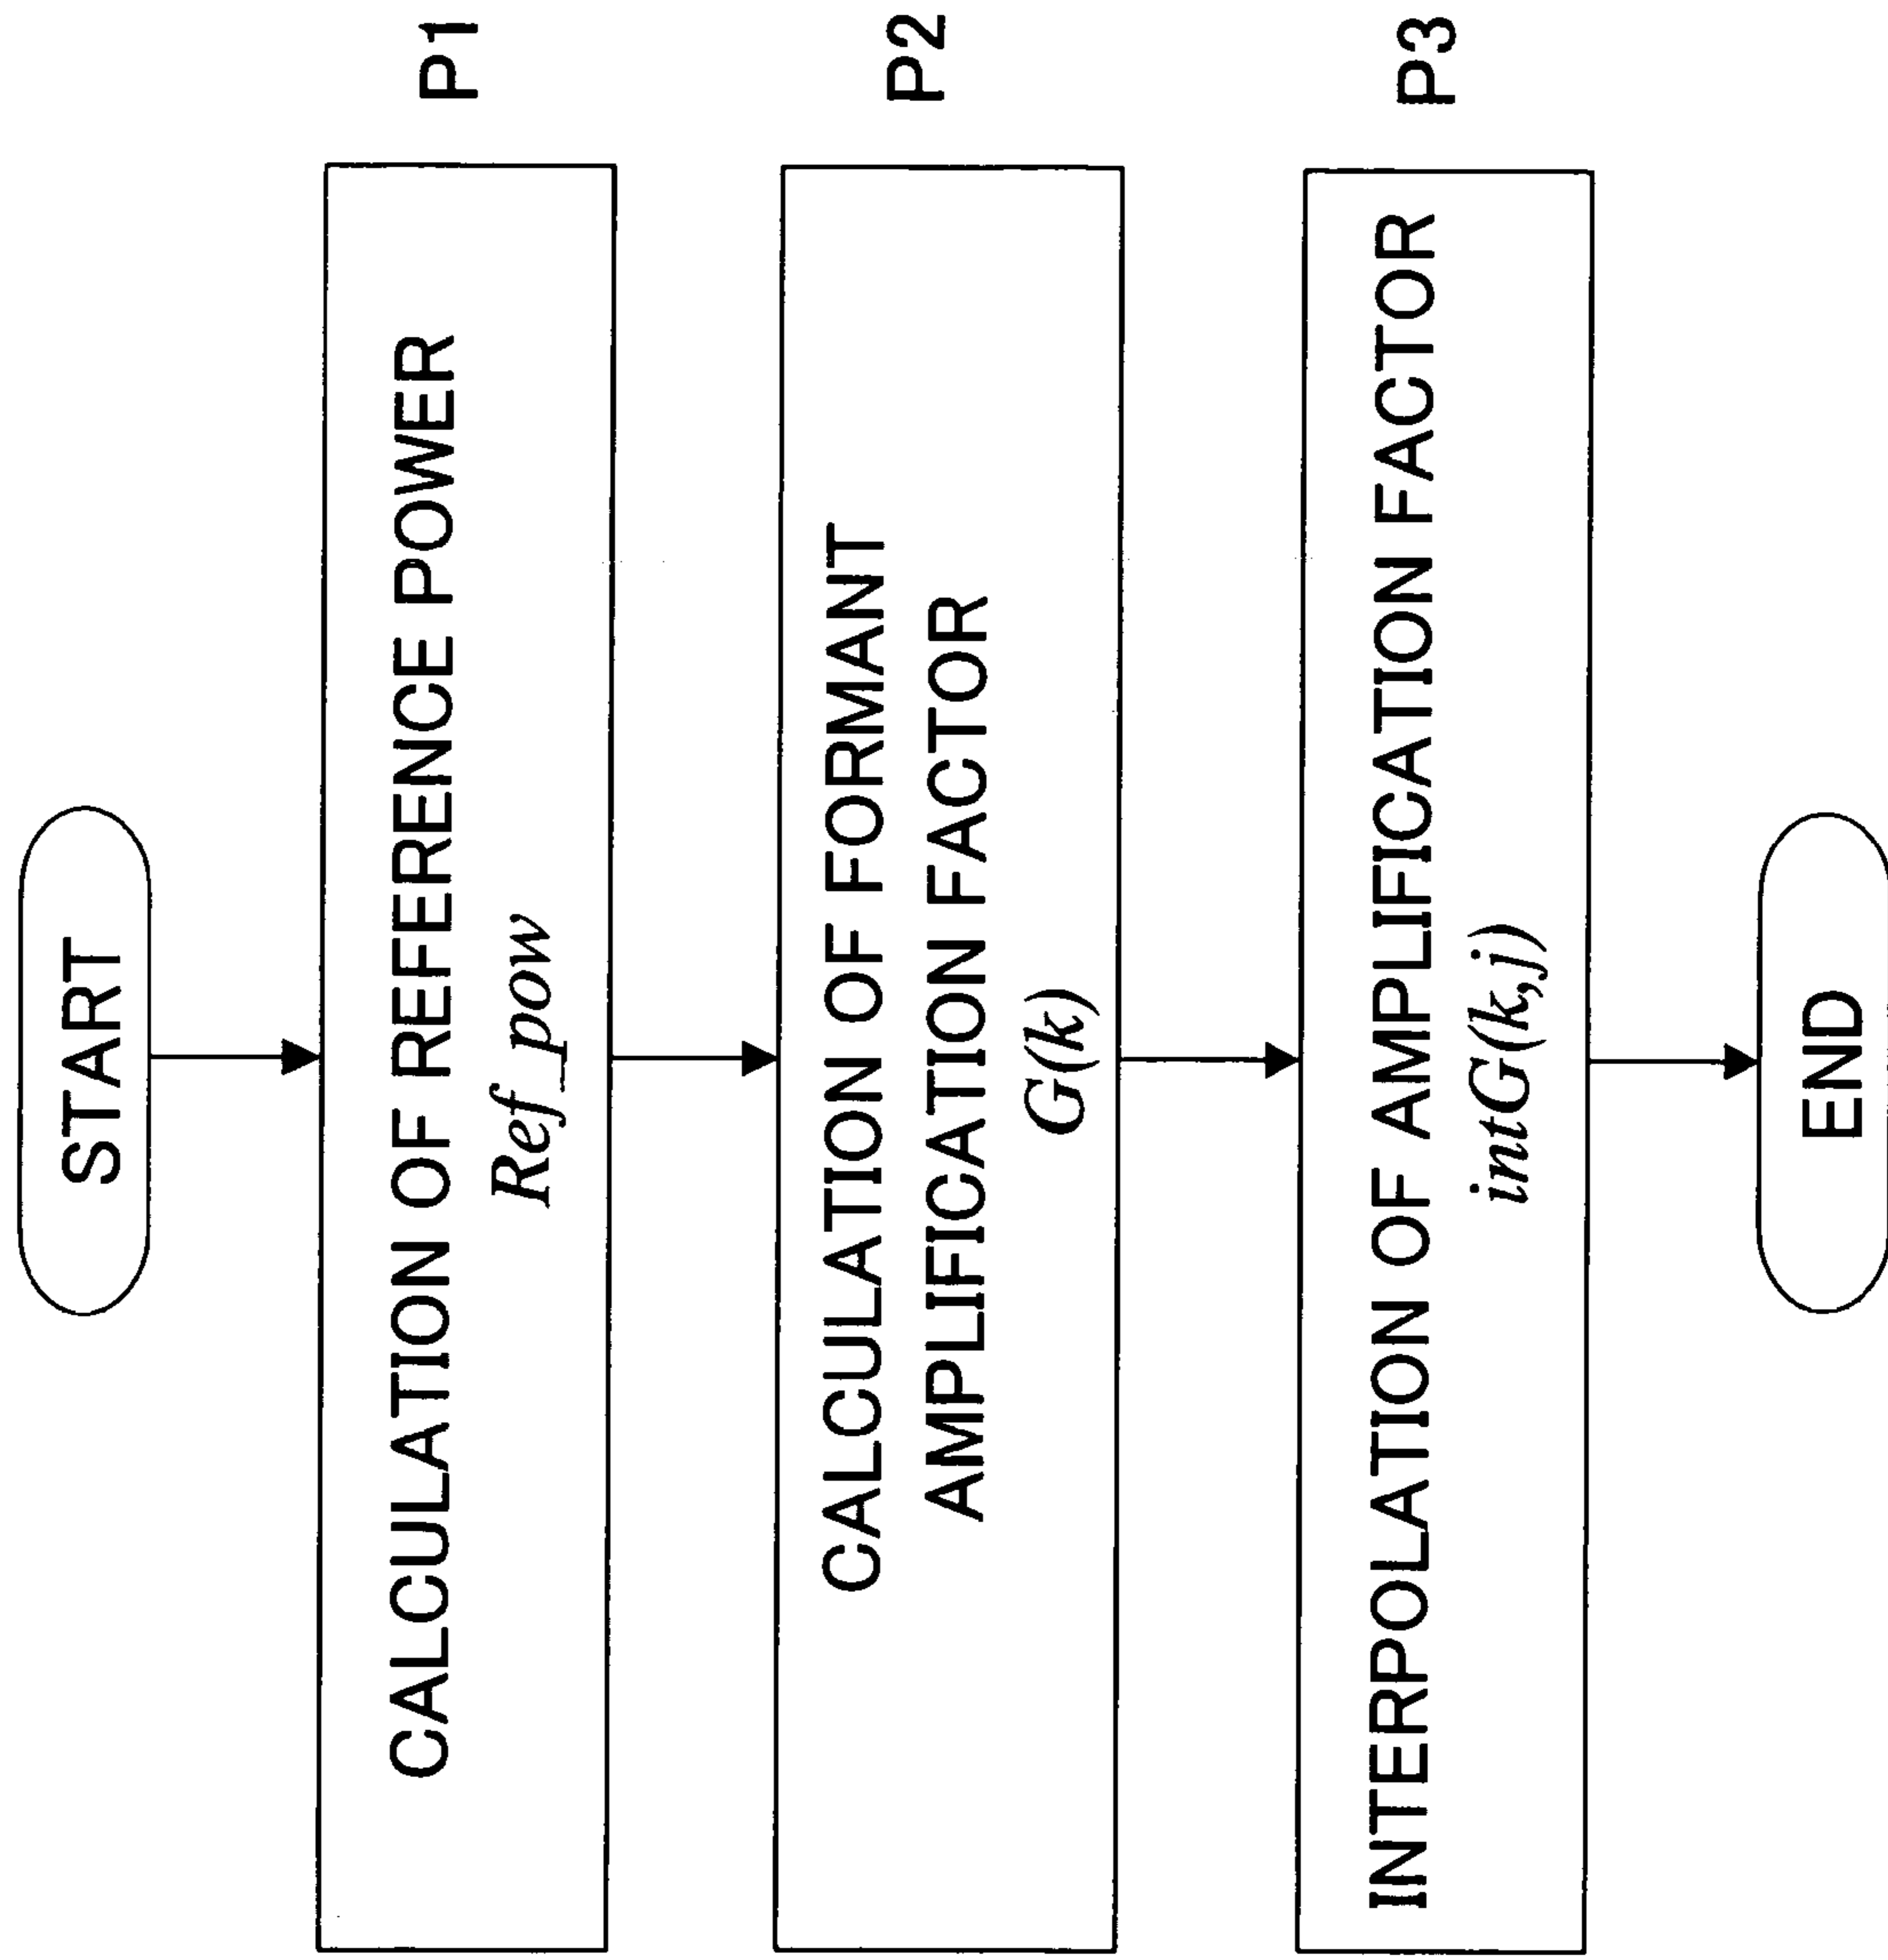 START
CALCULATION OF REFERENCE POWER
Ref_pow
P1
CALCULATION OF FORMANT
AMPLIFICATION FACTOR
G(k)
P2
INTERPOLATION OF AMPLIFICATION FACTOR
intG(k,j)
P3
END